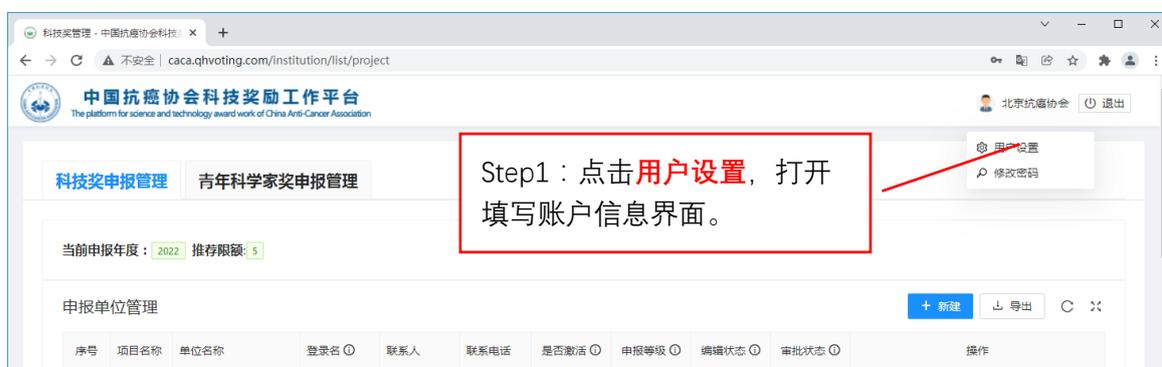 科技奖管理 - 中国抗癌协会科技
不安全 | caca.qhvoting.com/institution/list/project
中国抗癌协会科技奖励工作平台
The platform for science and technology award work of China Anti-Cancer Association
北京抗癌协会 退出
用户设置
修改密码
科技奖申报管理 青年科学家奖申报管理
Step1：点击用户设置，打开
填写账户信息界面。
当前申报年度： 2022 推荐限额: 5
申报单位管理
+ 新建 导出
序号 项目名称 单位名称 登录名 联系人 联系电话 是否激活 申报等级 编辑状态 审批状态 操作